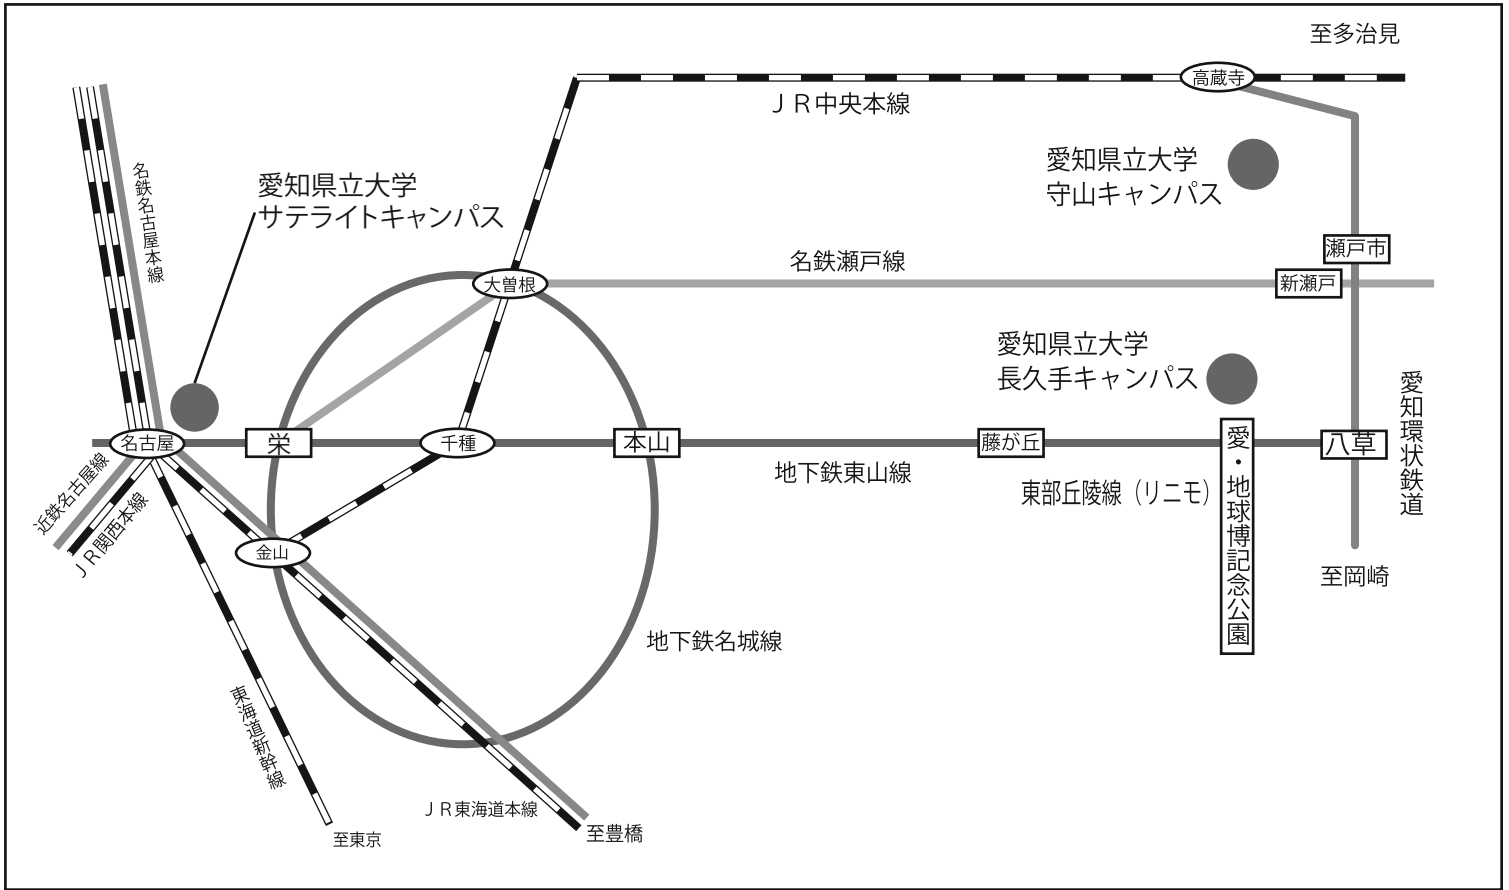 至多治見
高蔵寺
ＪＲ中央本線
愛知県立大学
守山キャンパス
名鉄名古屋本線
愛知県立大学
サテライトキャンパス
瀬戸市
名鉄瀬戸線
新瀬戸
大曽根
愛知県立大学
長久手キャンパス
愛知環状鉄道
名古屋
栄
千種
本山
藤が丘
愛・地球博記念公園
八草
地下鉄東山線
東部丘陵線（リニモ）
近鉄名古屋線
ＪＲ関西本線
金山
至岡崎
地下鉄名城線
東海道新幹線
ＪＲ東海道本線
至豊橋
至東京